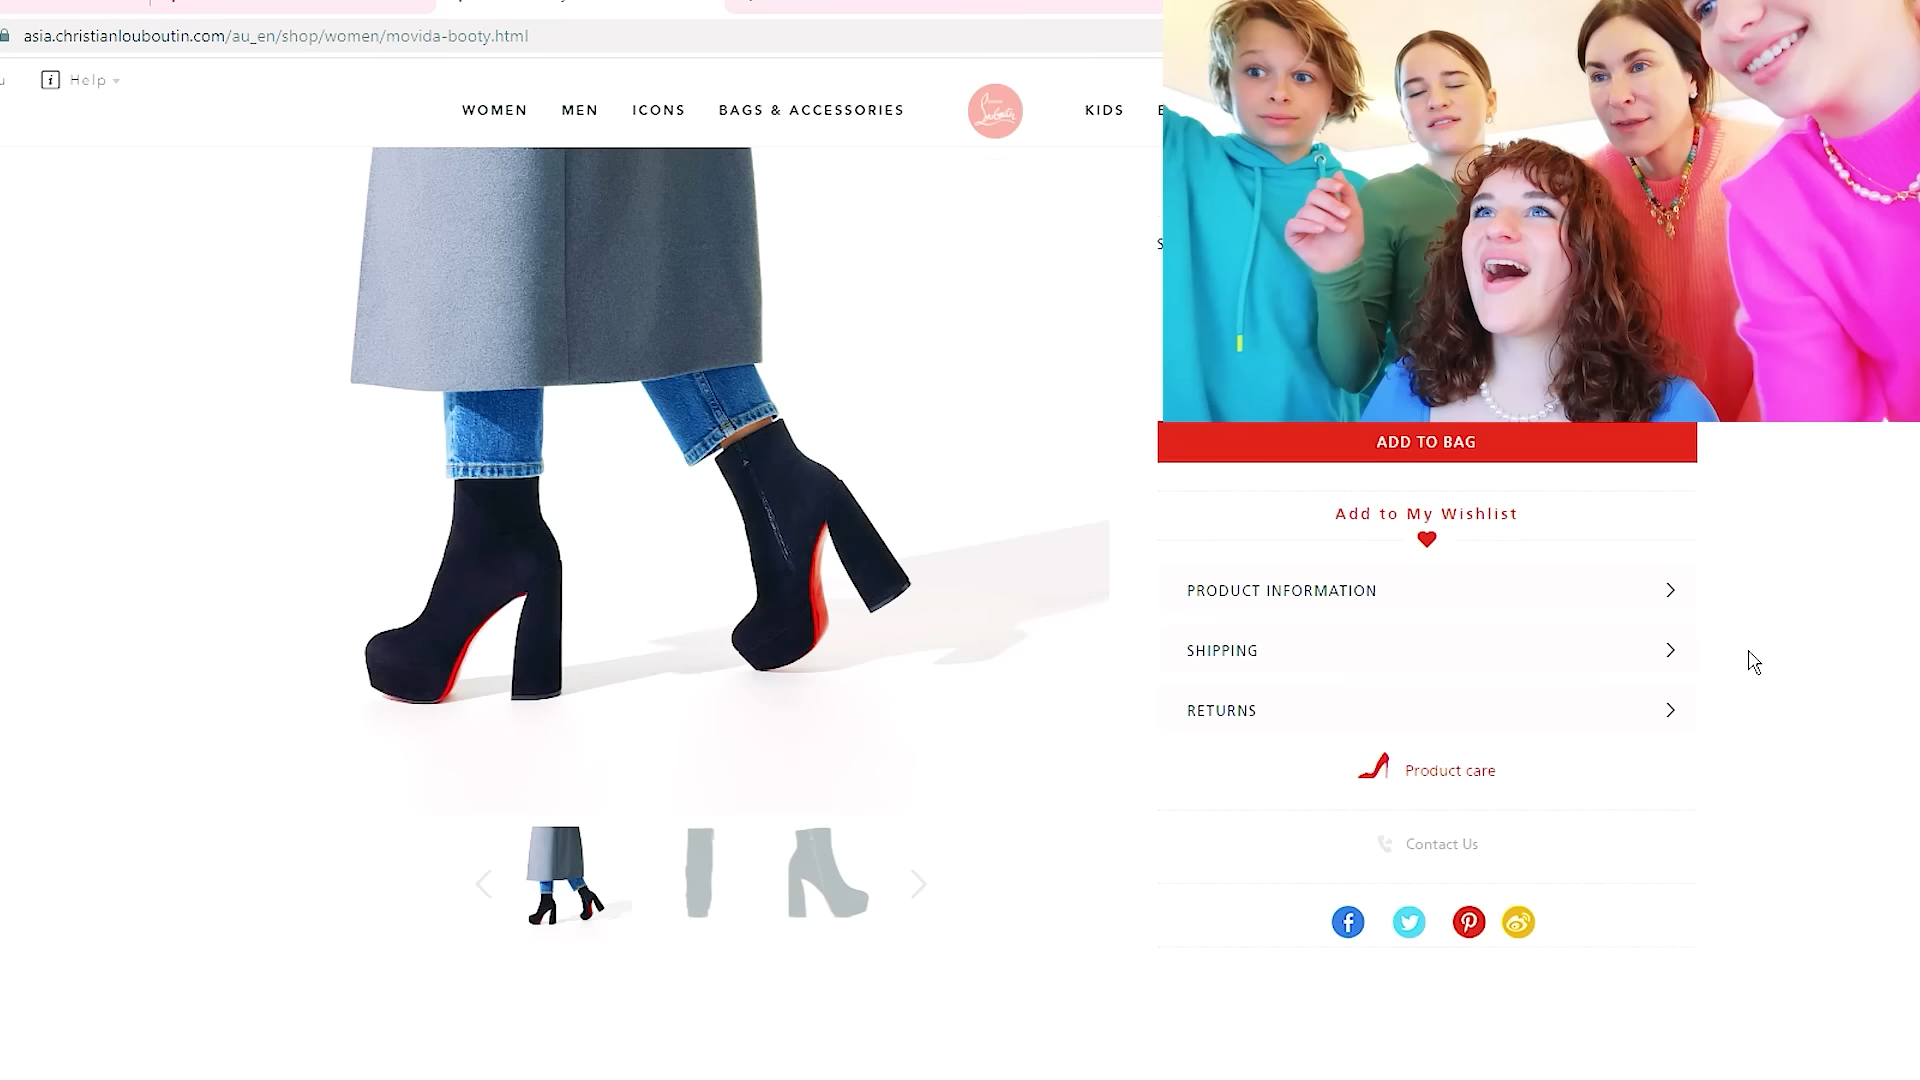 asia.christianlouboutin.com/au_en/shop/women/movida-booty.html
Help
WOMEN MEN ICONS BAGS & ACCESSORIES Louboutin KIDS
ADD TO BAG
Add to My Wishlist
PRODUCT INFORMATION
SHIPPING
RETURNS
Product care
Contact Us